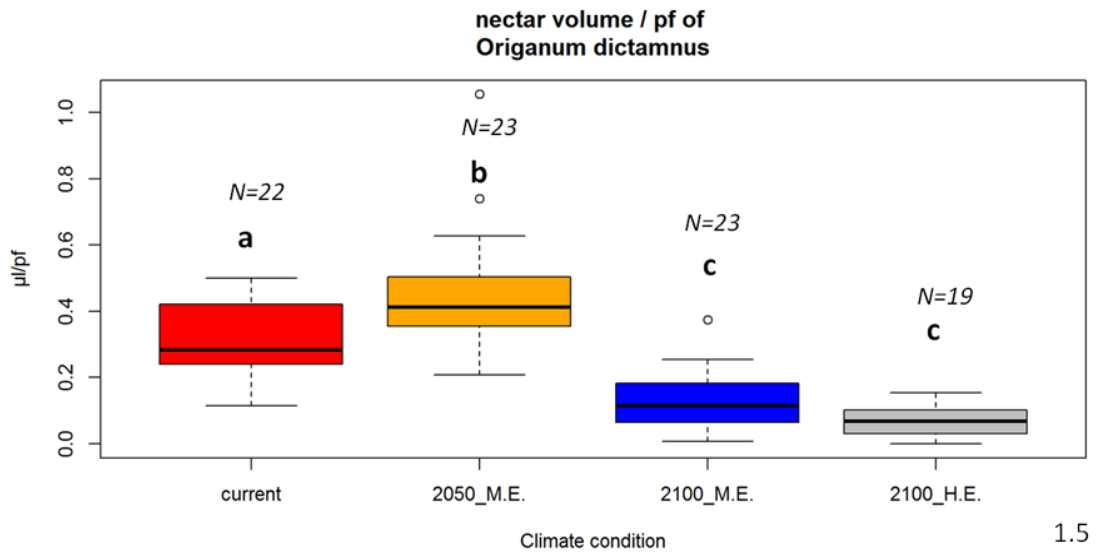 nectar volume / pf of
Origanum dictamnus
µl/pf
1.0
0.8
0.6
0.4
0.2
0.0
N=22
a
N=23
b
N=23
c
N=19
c
current
2050_M.E.
2100_M.E.
2100_H.E.
Climate condition
1.5